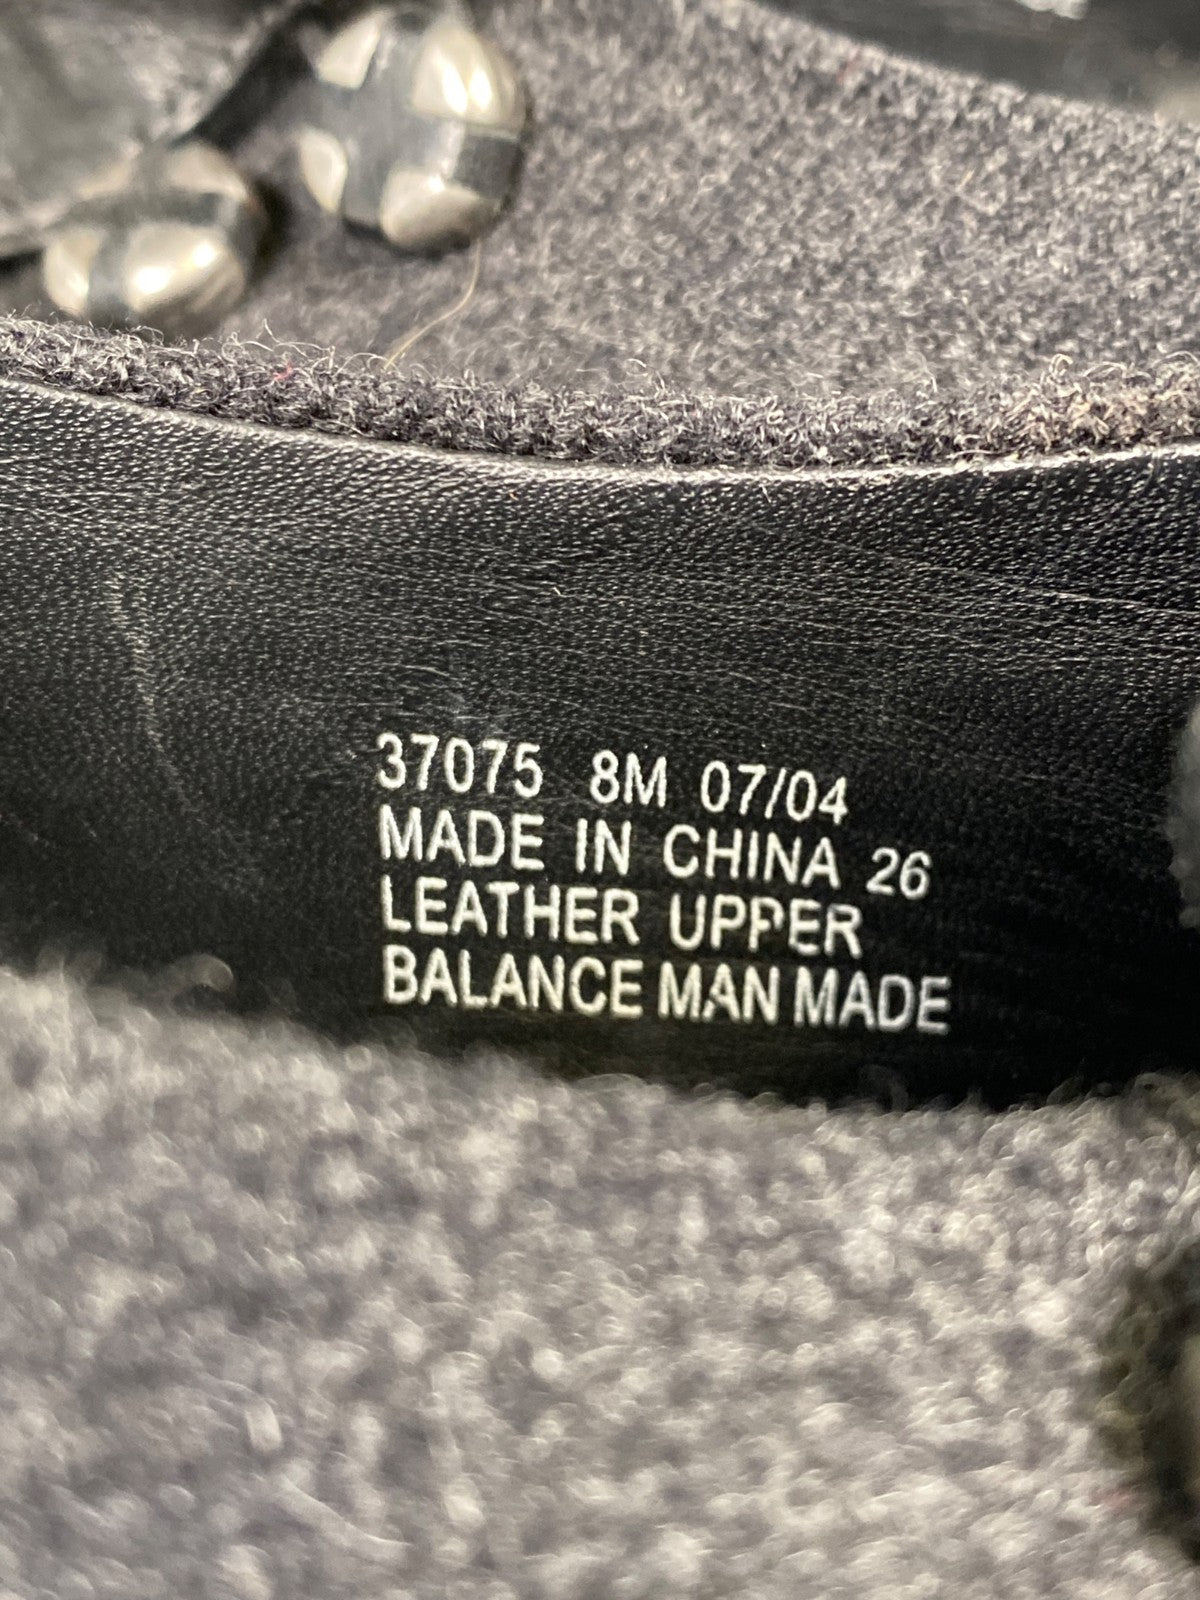 37075 8M 07/04
MADE IN CHINA 26
LEATHER UPPER
BALANCE MAN MADE